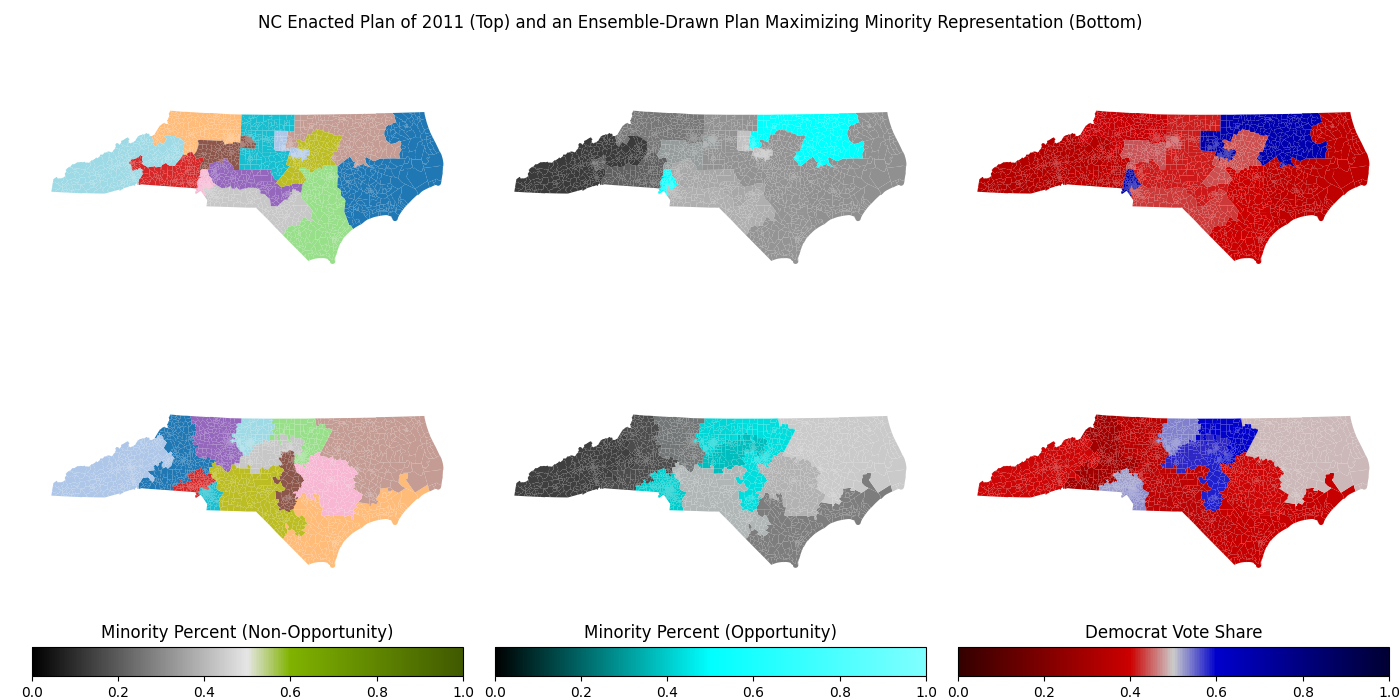 NC Enacted Plan of 2011 (Top) and an Ensemble-Drawn Plan Maximizing Minority Representation (Bottom)
Minority Percent (Non-Opportunity) Minority Percent (Opportunity) Democrat Vote Share
0.0 0.2 0.4 0.6 0.8 1.0 0.0 0.2 0.4 0.6 0.8 1.0 0.0 0.2 0.4 0.6 0.8 1.0